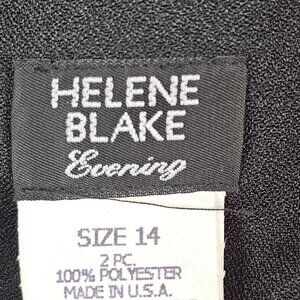 HELENE
BLAKE
Evening
SIZE 14
2 PC.
100% POLYESTER
MADE IN U.S.A.